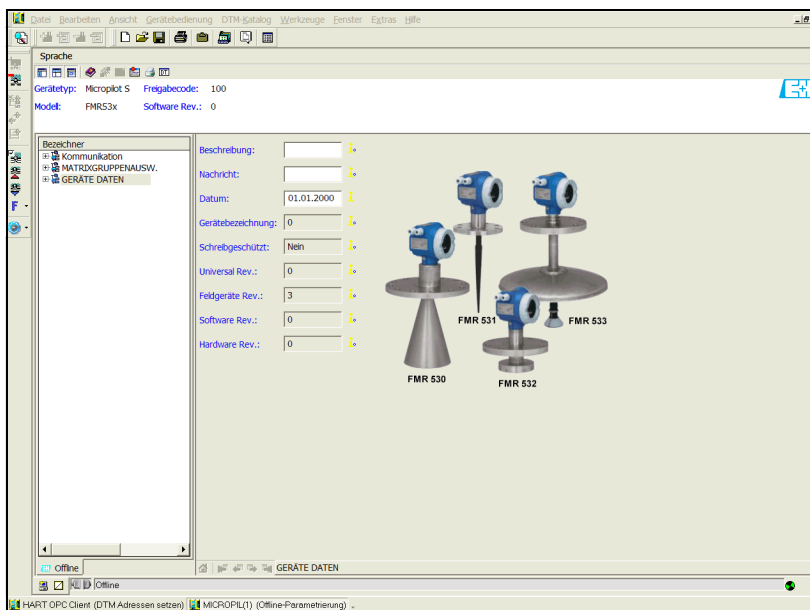 Datei Bearbeiten Ansicht Gerätebedienung DTM-Katalog Werkzeuge Fenster Extras Hilfe
Sprache
Gerätetyp: Micropilot S Freigabecode: 100
Modell: FMR53x Software Rev.: 0
E+
Bezeichner
Kommunikation
MATRIXGRUPPENAUSW.
GERÄTE DATEN
Beschreibung:
Nachricht:
Datum: 01.01.2000
Gerätebezeichnung: 0
Schreibgeschützt: Nein
Universal Rev.: 0
Feldgeräte Rev.: 3
Software Rev.: 0
Hardware Rev.: 0
FMR 531
FMR 533
FMR 530
FMR 532
Offline
GERÄTE DATEN
Offline
HART OPC Client (DTM Adressen setzen) MICROPIL(1) (Offline-Parametrierung)